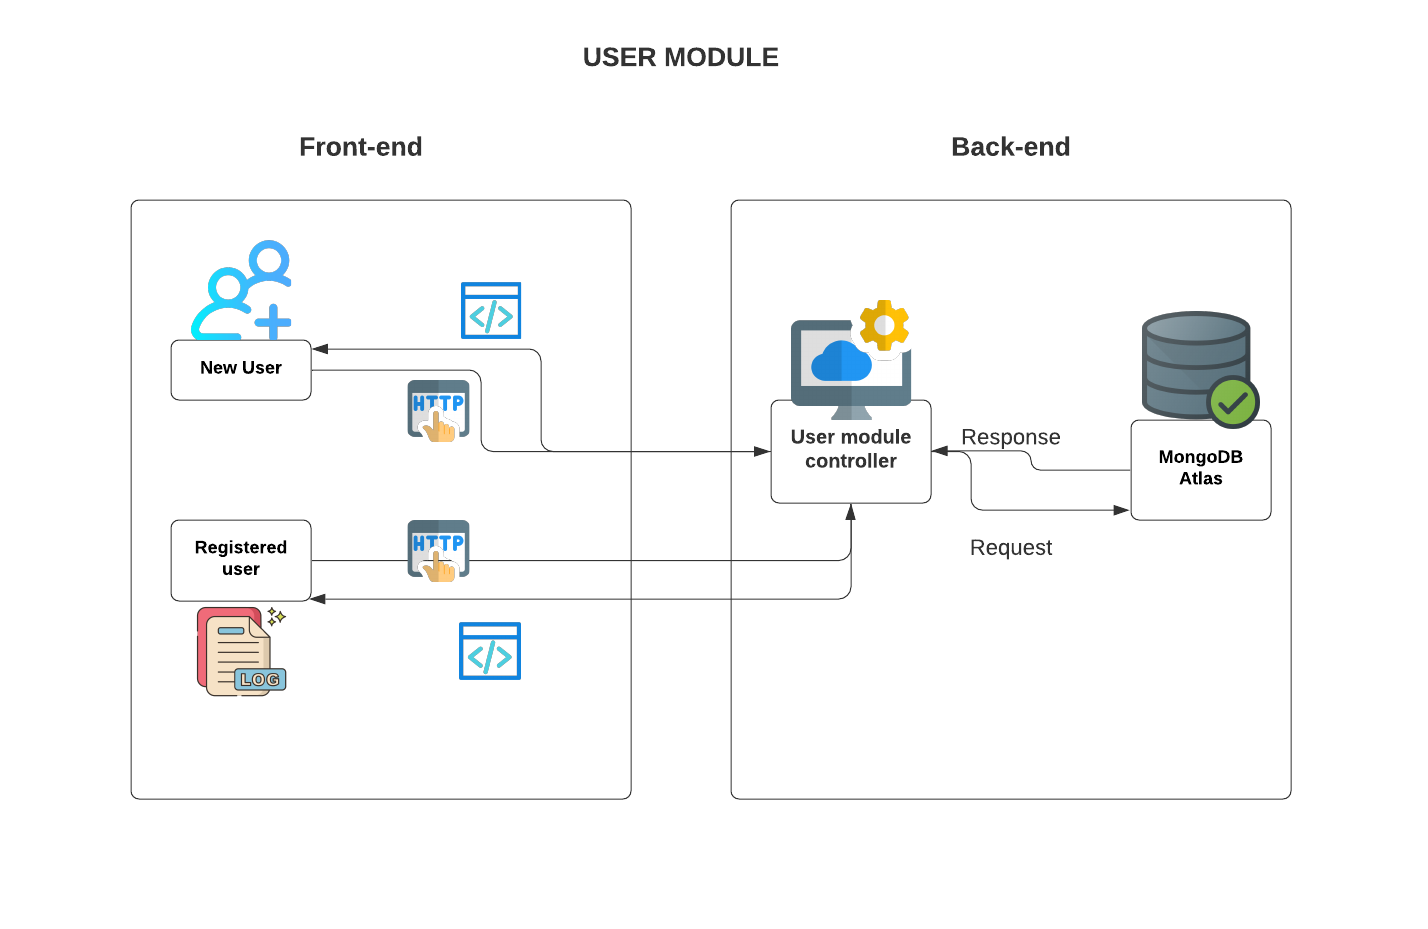 USER MODULE
Front-end
Back-end
</>
New User
HTTP
User module
controller
Response
MongoDB
Atlas
Registered
user
HTTP
Request
LOG
</>